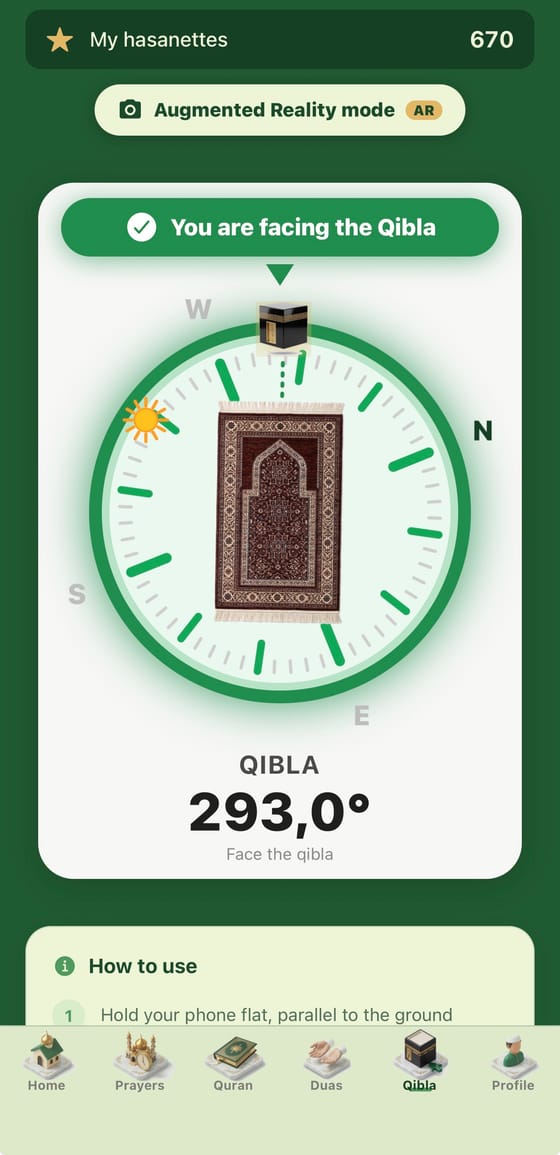 My hasanettes
670
Augmented Reality mode AR
You are facing the Qibla
W
N
S
E
QIBLA
293,0°
Face the qibla
How to use
1 Hold your phone flat, parallel to the ground
Home Prayers Quran Duas Qibla Profile